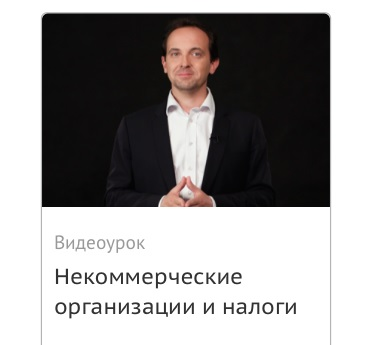 Видеоурок
Некоммерческие
организации и налоги